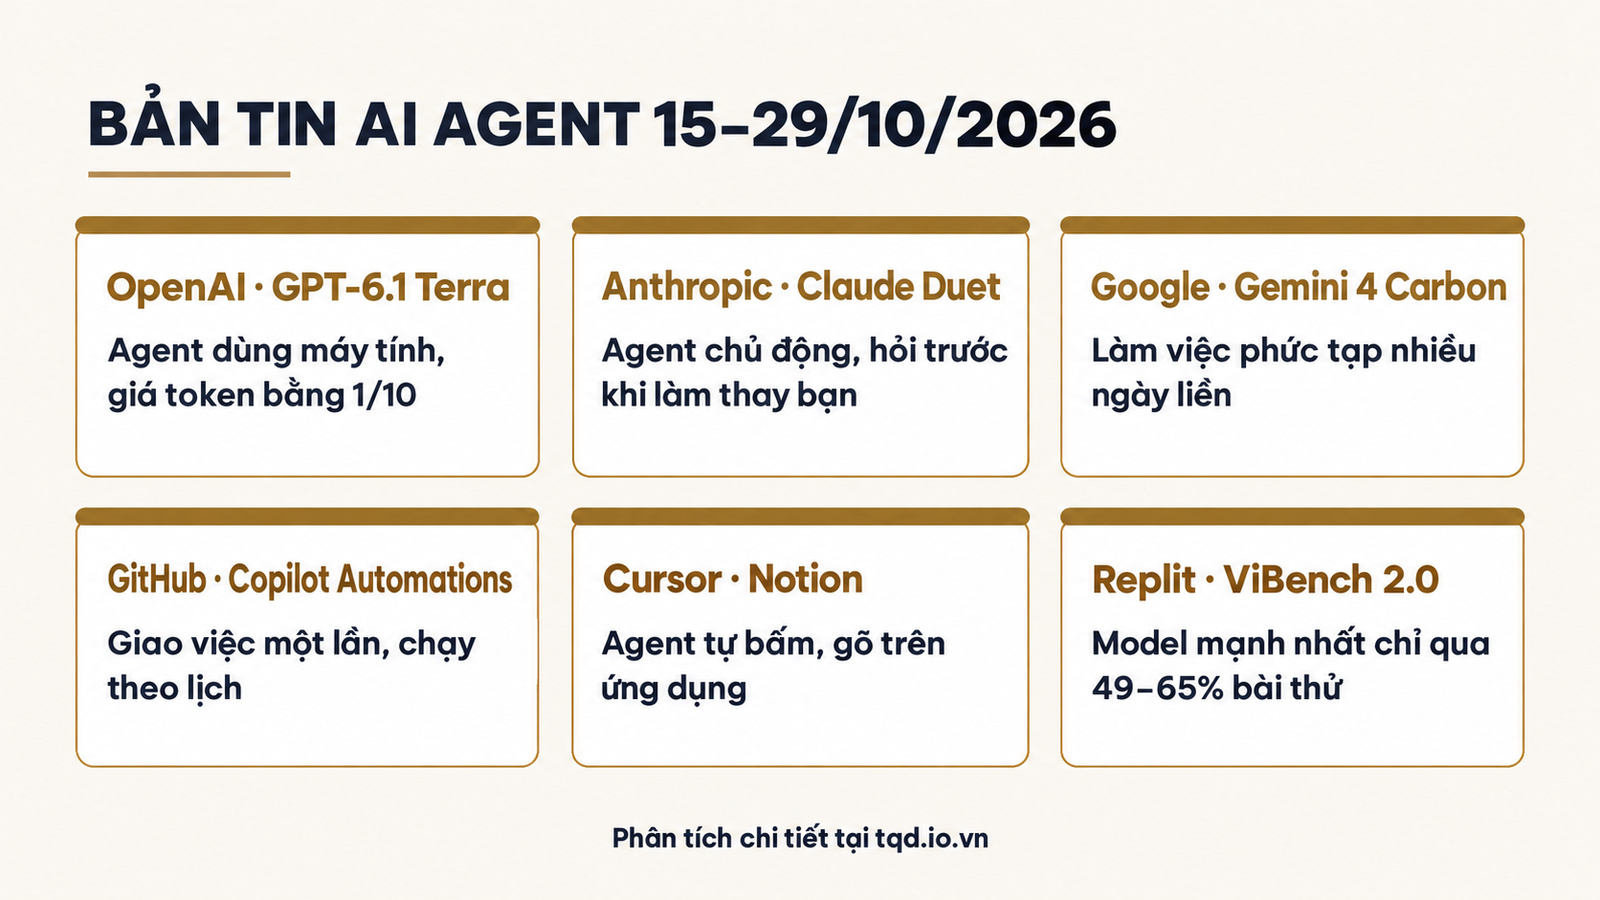 BẢN TIN AI AGENT 15–29/10/2026
OpenAI · GPT-6.1 Terra
Agent dùng máy tính,
giá token bằng 1/10
Anthropic · Claude Duet
Agent chủ động, hỏi trước
khi làm thay bạn
Google · Gemini 4 Carbon
Làm việc phức tạp nhiều
ngày liền
GitHub · Copilot Automations
Giao việc một lần, chạy
theo lịch
Cursor · Notion
Agent tự bấm, gõ trên
ứng dụng
Replit · ViBench 2.0
Model mạnh nhất chỉ qua
49–65% bài thử
Phân tích chi tiết tại tqd.io.vn